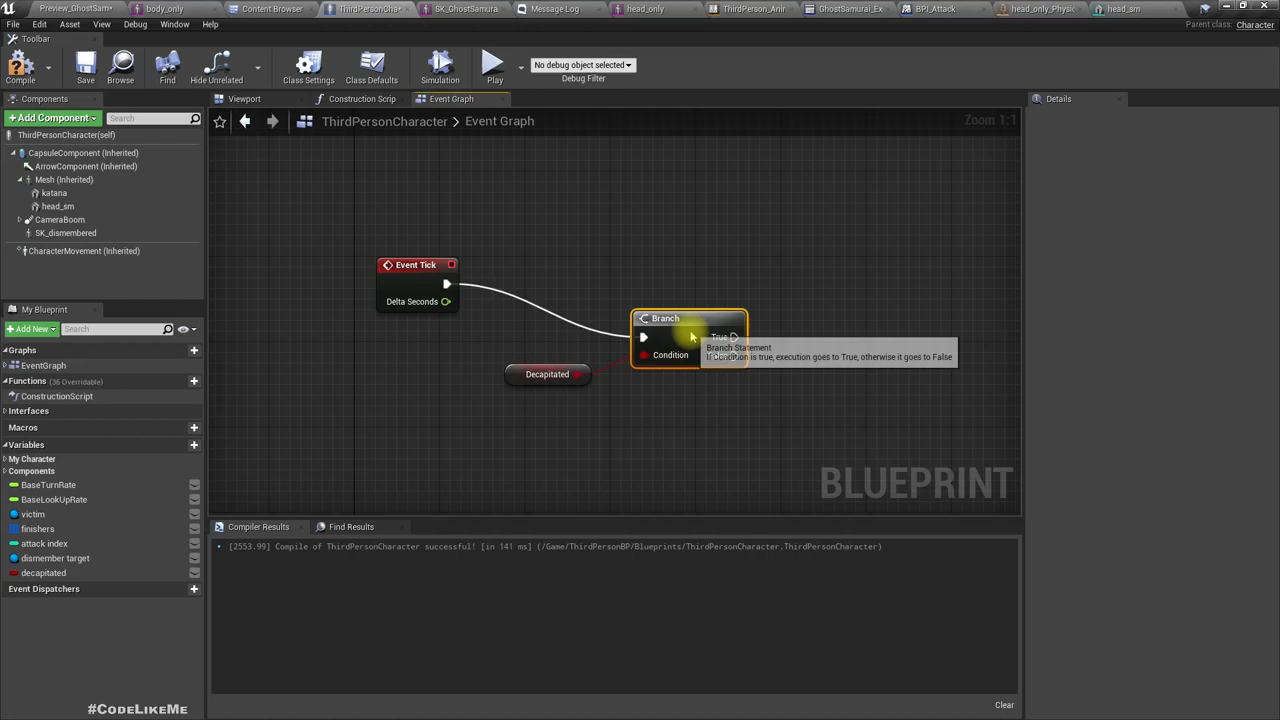 Preview_GhostSam*
body_only
Content Browser
ThirdPersonCha*
SK_GhostSamura
Message Log
head_only
ThirdPerson_Anir
GhostSamurai_Ex
BPI_Attack
head_only_Physic
head_sm
File Edit Asset View Debug Window Help
Parent class: Character
Toolbar
Compile Save Browse Find Hide Unrelated Class Settings Class Defaults Simulation Play
No debug object selected
Debug Filter
Components
Viewport Construction Scrip Event Graph
Details
Add Component
Search
ThirdPersonCharacter > Event Graph
Zoom 1:1
ThirdPersonCharacter(self)
CapsuleComponent (Inherited)
ArrowComponent (Inherited)
Mesh (Inherited)
katana
head_sm
CameraBoom
SK_dismembered
CharacterMovement (Inherited)
Event Tick
Delta Seconds
Branch
True
Condition
Branch Statement
If Condition is true, execution goes to True, otherwise it goes to False
Decapitated
BLUEPRINT
My Blueprint
Add New
Search
Graphs
EventGraph
Functions (36 Overridable)
ConstructionScript
Interfaces
Macros
Variables
My Character
Components
BaseTurnRate
BaseLookUpRate
victim
finishers
attack index
dismember target
decapitated
Event Dispatchers
Compiler Results Find Results
[2553.99] Compile of ThirdPersonCharacter successful! [in 141 ms] (/Game/ThirdPersonBP/Blueprints/ThirdPersonCharacter.ThirdPersonCharacter)
Clear
#CODELIKEME